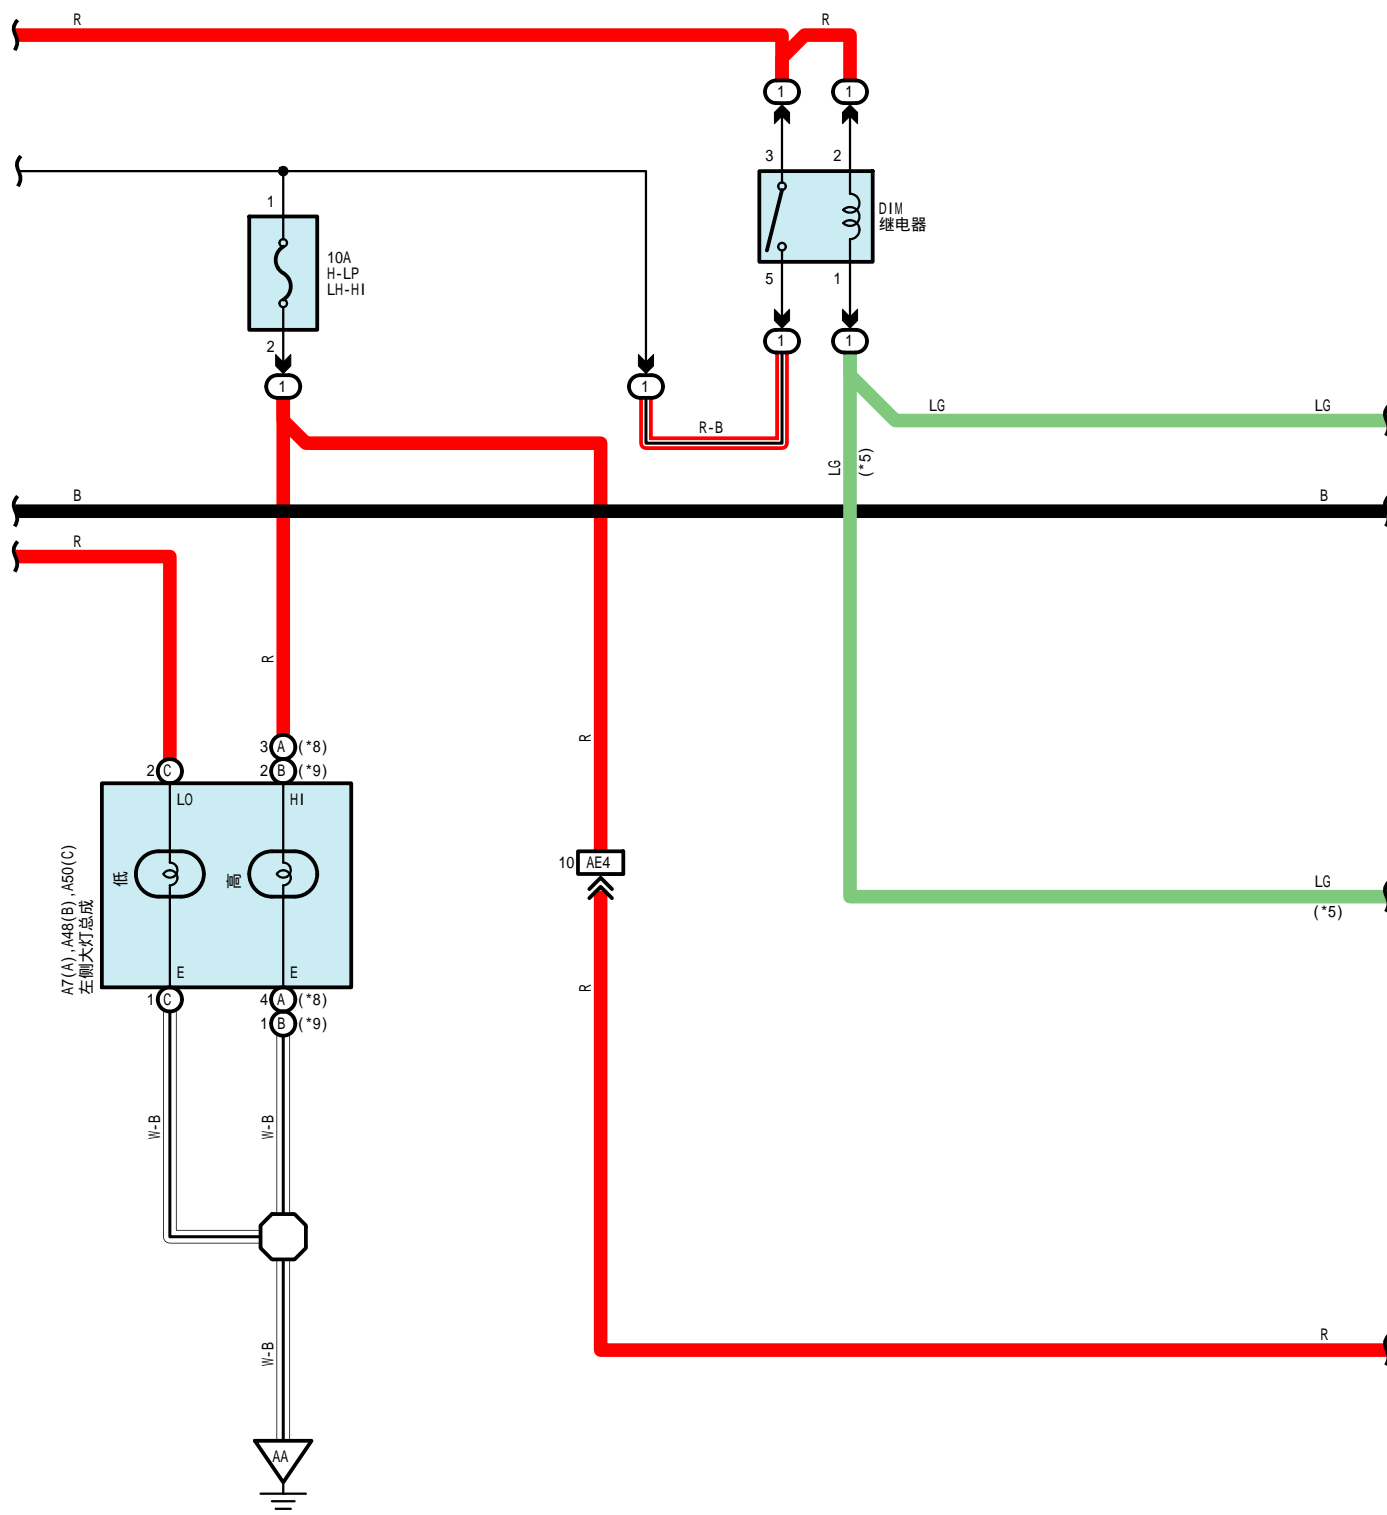 R
R
1
1
3
2
1
DIM
继电器
10A
H-LP
LH-HI
5
1
2
1
1
1
1
LG
LG
R-B
LG
(*5)
B
B
R
R
R
3 A (*8)
2 C
2 B (*9)
LO
HI
低
高
10 AE4
A7(A),A48(B),A50(C)
左侧大灯总成
LG
(*5)
E
E
R
1 C
4 A (*8)
1 B (*9)
W-B
W-B
R
W-B
AA